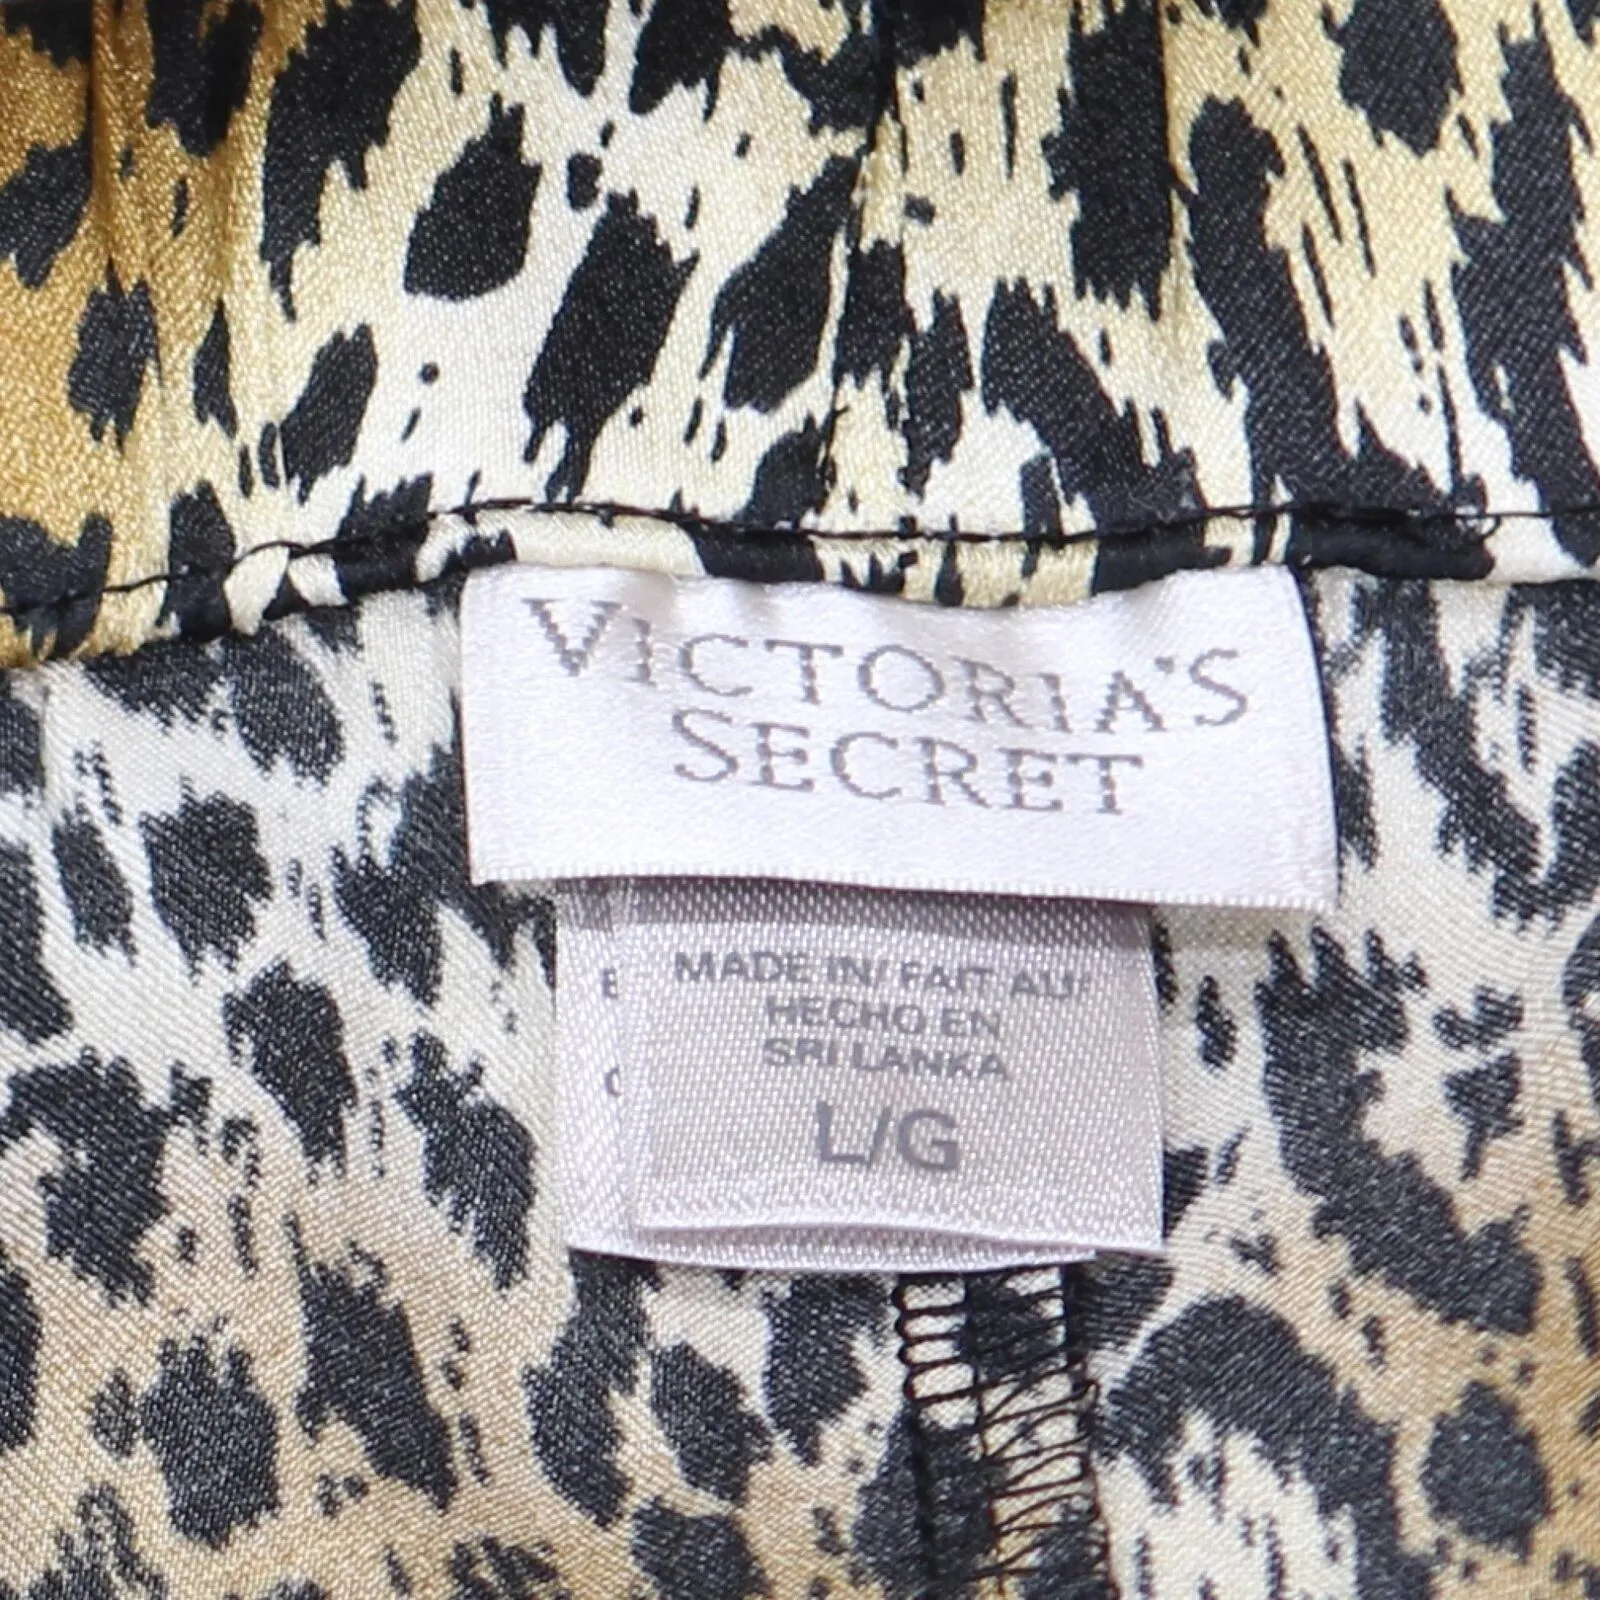 VICTORIA'S
SECRET
MADE IN/ FAIT AU/
HECHO EN
SRI LANKA
L/G